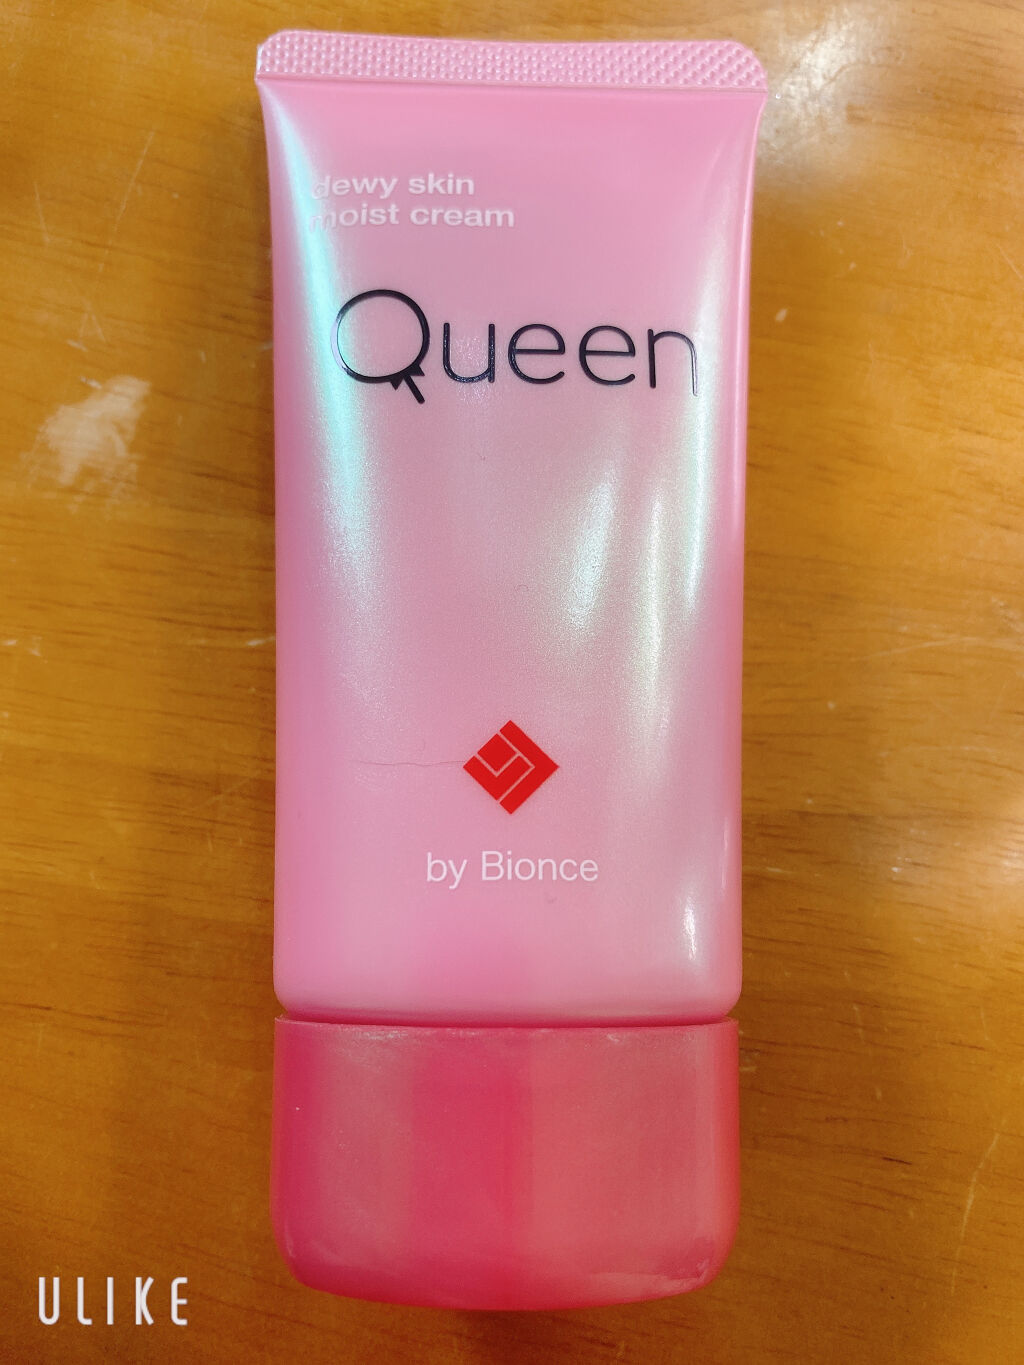 dewy skin
moist cream
Queen
by Bionce
ULIKE